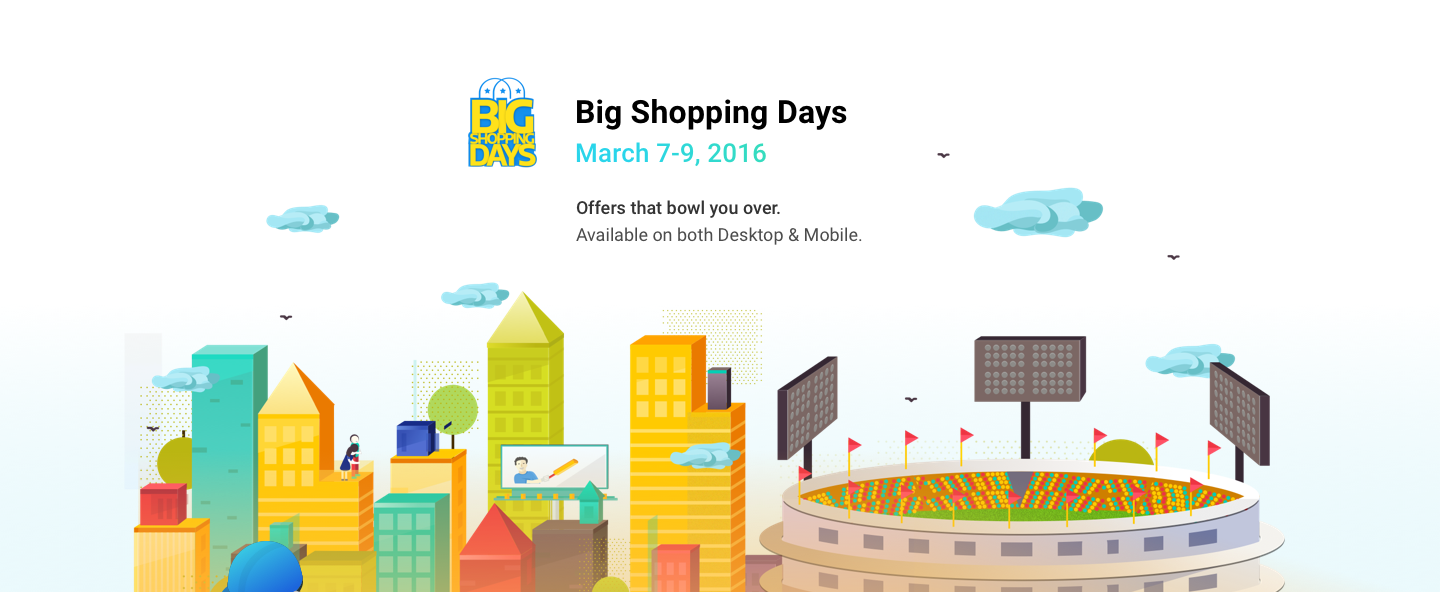 BIG
SHOPPING
DAYS
Big Shopping Days
March 7-9, 2016
Offers that bowl you over.
Available on both Desktop & Mobile.